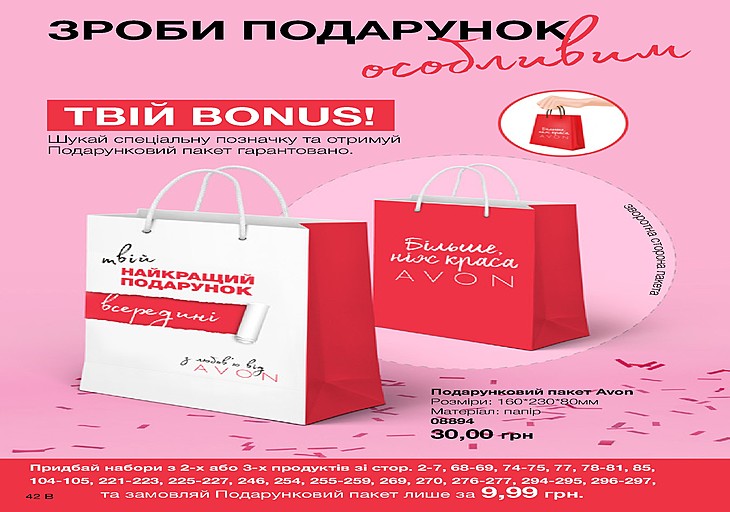 ЗРОБИ ПОДАРУНОК
особливим
ТВІЙ BONUS!
Шукай спеціальну позначку та отримуй
Подарунковий пакет гарантовано.
Більше,
ніж краса
AVON
зворотна сторона пакета
твій
НАЙКРАЩИЙ
ПОДАРУНОК
всередині
з любов'ю від
AVON
Більше,
ніж краса
AVON
Подарунковий пакет Avon
Розміри: 160*230*80мм
Матеріал: папір
08894
30,00 грн
Придбай набори з 2-х або 3-х продуктів зі стор. 2-7, 68-69, 74-75, 77, 78-81, 85,
104-105, 221-223, 225-227, 246, 254, 255-259, 269, 270, 276-277, 294-295, 296-297,
та замовляй Подарунковий пакет лише за 9,99 грн.
42 В